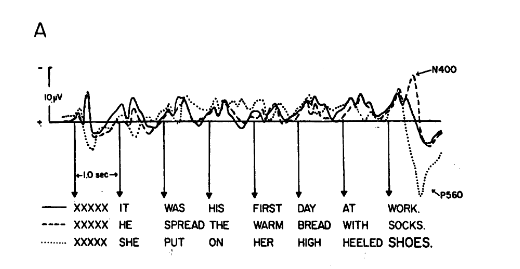 A
−
N400
10µV
+
1.0 sec
P560
XXXXX IT WAS HIS FIRST DAY AT WORK.
XXXXX HE SPREAD THE WARM BREAD WITH SOCKS.
XXXXX SHE PUT ON HER HIGH HEELED SHOES.